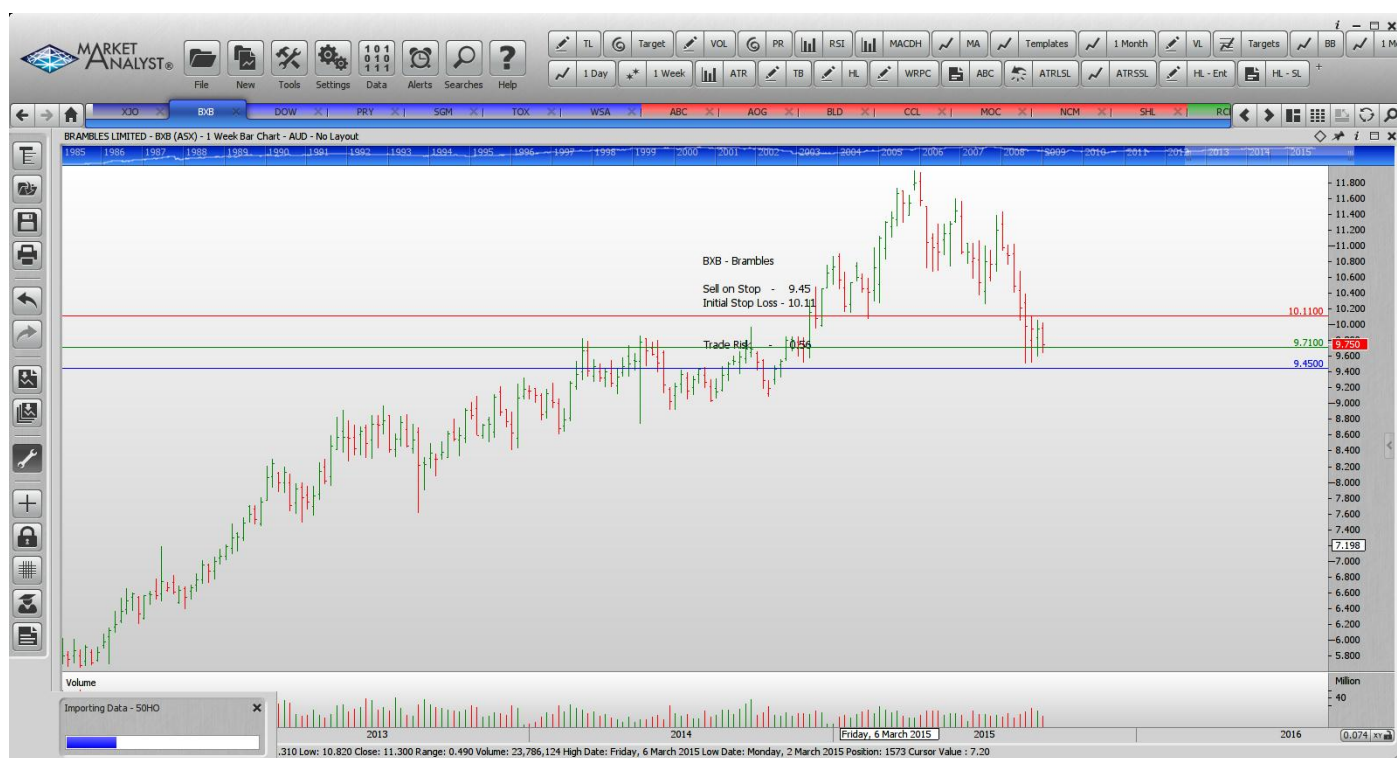 i
MARKET ANALYST®
File New Tools Settings Data Alerts Searches Help
TL Target VOL PR RSI MACDH MA Templates 1 Month VL Targets BB
1 Day 1 Week ATR TB HL WRPC ABC ATRLSL ATRSSL HL - Ent HL - SL +
XJO BXB DOW PRY SGM TOX WSA ABC AOG BLD CCL MOC NCM SHL
BRAMBLES LIMITED - BXB (ASX) - 1 Week Bar Chart - AUD - No Layout
1985 1986 1987 1988 1989 1990 1991 1992 1993 1994 1995 1996 1997 1998 1999 2000 2001 2002 2003 2004 2005 2006 2007 2008 2009 2010 2011 2012 2013 2014 2015
11.800
11.600
11.400
11.200
11.000
10.800
BXB - Brambles
10.600
Sell on Stop - 9.45
10.400
Initial Stop Loss - 10.11
10.200
10.1100
10.000
Trade Risk - 0.56
9.7100
9.750
9.600
9.4500
9.400
9.200
9.000
8.800
8.600
8.400
8.200
8.000
7.800
7.600
7.400
7.198
7.000
6.800
6.600
6.400
6.200
6.000
5.800
Volume
Million
40
Importing Data - 50HO
2013 2014 Friday, 6 March 2015 2015 2016 0.074 XY
.310 Low: 10.820 Close: 11.300 Range: 0.490 Volume: 23,786,124 High Date: Friday, 6 March 2015 Low Date: Monday, 2 March 2015 Position: 1573 Cursor Value : 7.20